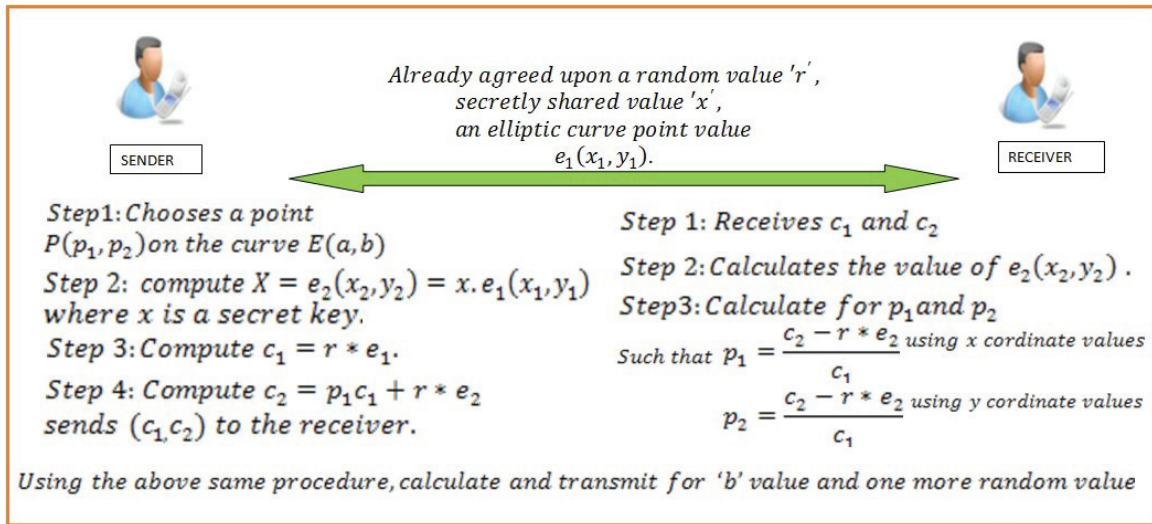 Already agreed upon a random value 'r',
secretly shared value 'x',
an elliptic curve point value
e₁(x₁, y₁).
SENDER
RECEIVER
Step1: Chooses a point
P(p₁, p₂) on the curve E(a, b)
Step 2: compute X = e₂(x₂, y₂) = x. e₁(x₁, y₁)
where x is a secret key.
Step 3: Compute c₁ = r * e₁.
Step 4: Compute c₂ = p₁c₁ + r * e₂
sends (c₁, c₂) to the receiver.
Step 1: Receives c₁ and c₂
Step 2: Calculates the value of e₂(x₂, y₂) .
Step3: Calculate for p₁ and p₂
Such that p₁ = (c₂ − r * e₂) / c₁ using x cordinate values
p₂ = (c₂ − r * e₂) / c₁ using y cordinate values
Using the above same procedure, calculate and transmit for 'b' value and one more random value